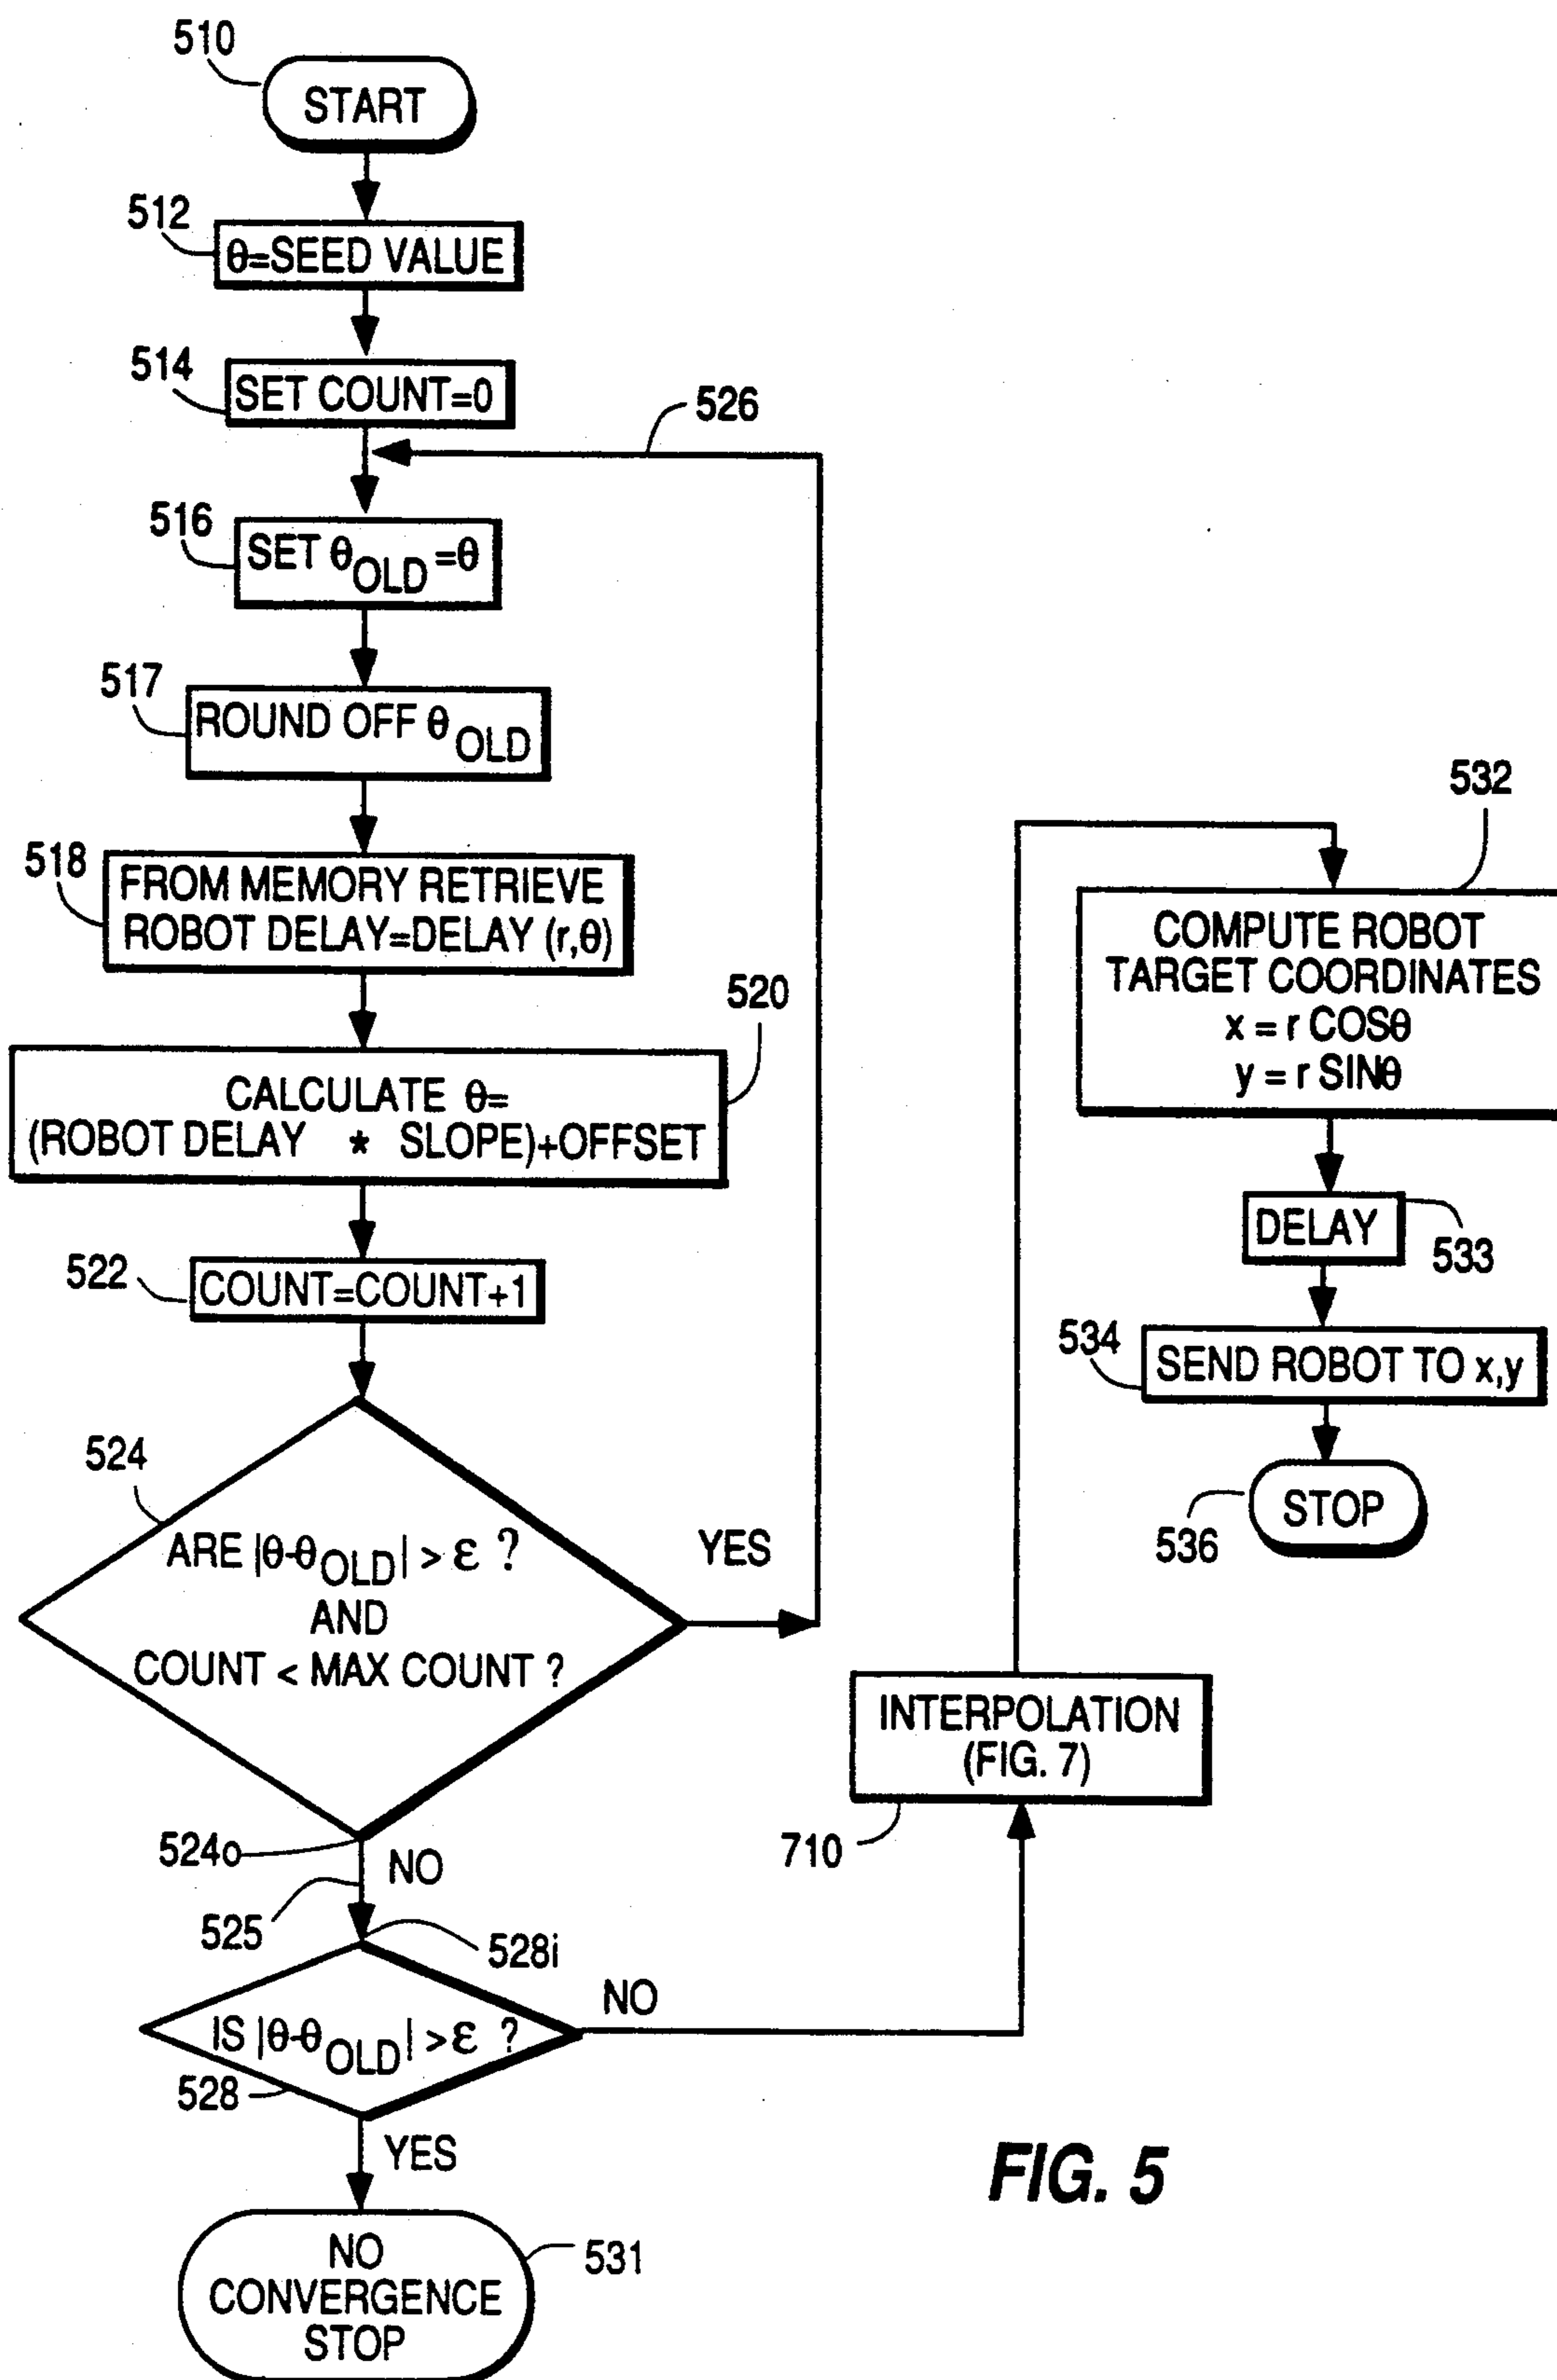 510
START
512
θ=SEED VALUE
514
SET COUNT=0
526
516
SET θOLD =θ
517
ROUND OFF θ OLD
518
FROM MEMORY RETRIEVE
ROBOT DELAY=DELAY (r,θ)
520
CALCULATE θ=
(ROBOT DELAY * SLOPE)+OFFSET
522
COUNT=COUNT+1
524
ARE |θ-θOLD| > ε ?
AND
COUNT < MAX COUNT ?
YES
524o
NO
525
528i
IS |θ-θOLD| > ε ?
528
NO
YES
NO
CONVERGENCE
STOP
531
INTERPOLATION
(FIG. 7)
710
532
COMPUTE ROBOT
TARGET COORDINATES
x = r COSθ
y = r SINθ
DELAY
533
534
SEND ROBOT TO x,y
STOP
536
FIG. 5